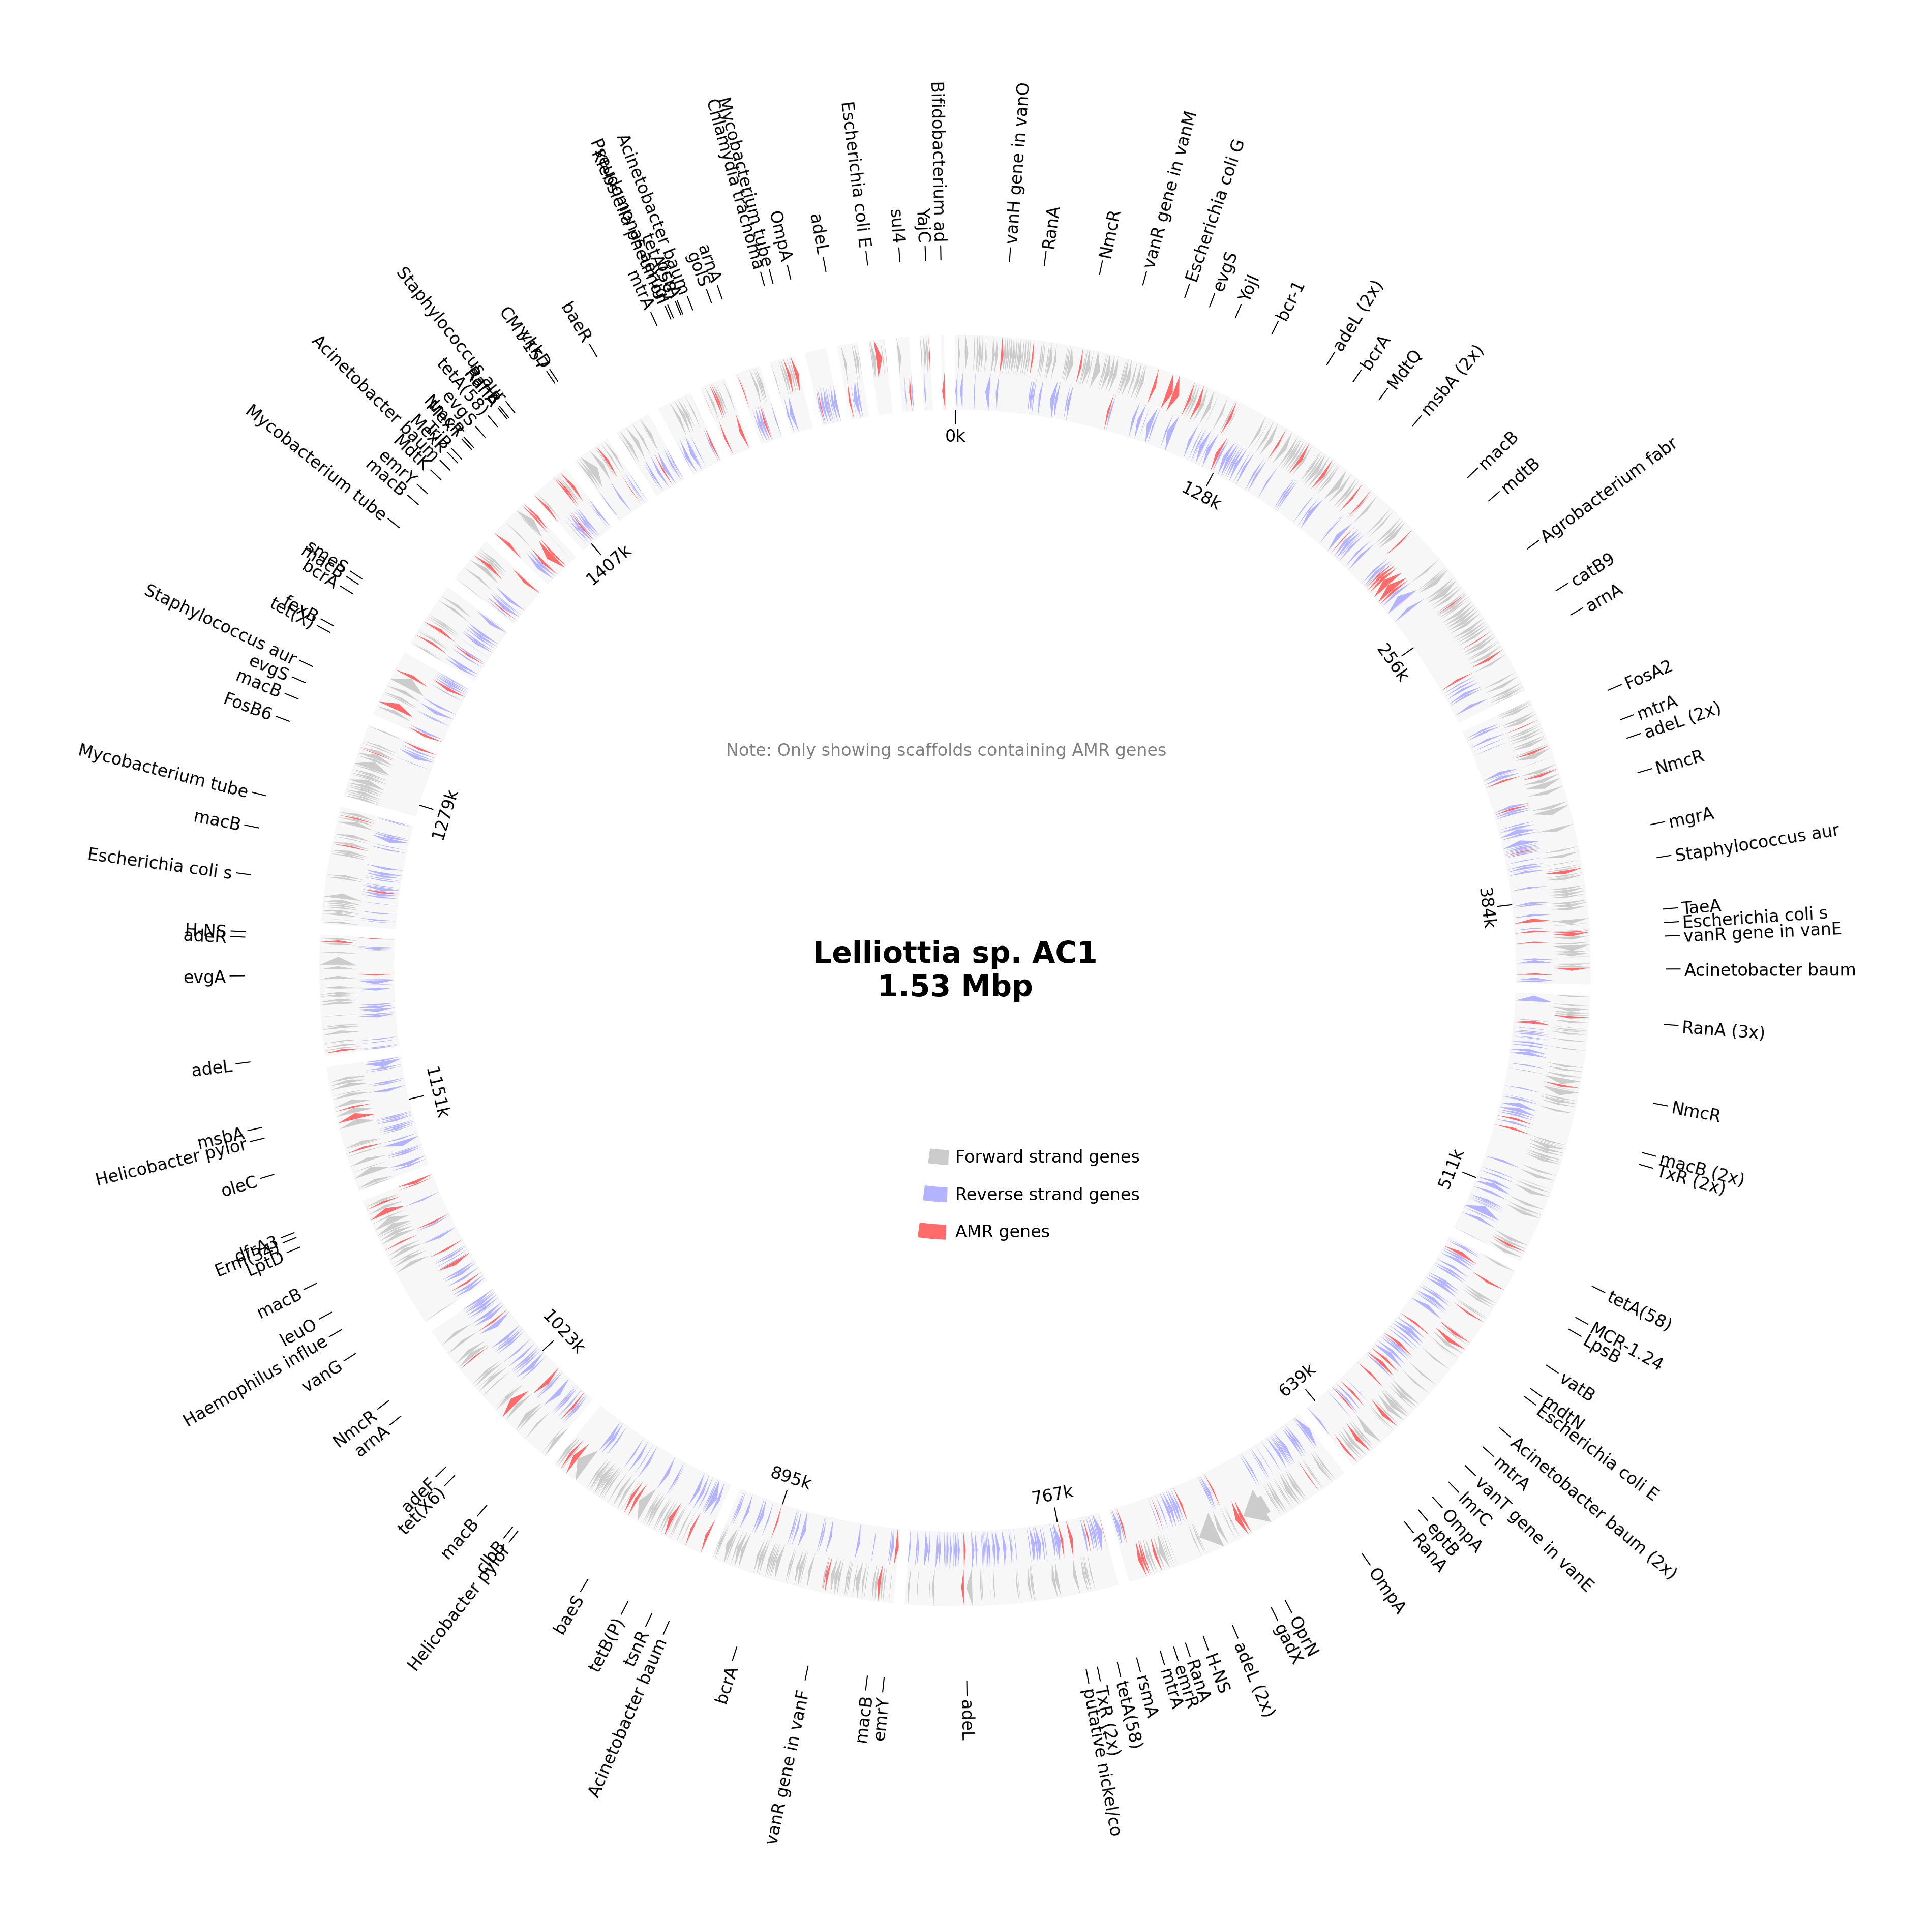 Bifidobacterium ad
vanH gene in vanO
RanA
NmcR
vanR gene in vanM
Escherichia coli G
evgS
YojI
bcr-1
adeL (2x)
bcrA
MdtQ
msbA (2x)
macB
mdtB
Agrobacterium fabr
catB9
arnA
FosA2
mtrA
adeL (2x)
NmcR
mgrA
Staphylococcus aur
TaeA
Escherichia coli s
vanR gene in vanE
Acinetobacter baum
RanA (3x)
NmcR
macB (2x)
TxR (2x)
tetA(58)
MCR-1.24
LpsB
vatB
mdtN
Escherichia coli E
Acinetobacter baum (2x)
mtrA
vanT gene in vanE
lmrC
OmpA
eptB
RanA
OmpA
OprN
gadX
adeL (2x)
H-NS
RanA
emrR
mtrA
rsmA
tetA(58)
TxR (2x)
putative nickel/co
adeL
emrY
macB
vanR gene in vanF
bcrA
Acinetobacter baum
tsnR
tetB(P)
baeS
Helicobacter pylor
clbB
macB
tet(X6)
adeF
arnA
NmcR
vanG
Haemophilus influe
leuO
macB
LptD
Erm(34)
dfrA3
oleC
Helicobacter pylor
msbA
adeL
evgA
adeR
H-NS
Escherichia coli s
macB
Mycobacterium tube
FosB6
macB
evgS
Staphylococcus aur
tet(X)
fexB
bcrA
macB
smeS
Mycobacterium tube
macB
emrY
MdtK
Acinetobacter baum
MexR
evgS
tetA(58)
Staphylococcus aur
ykkD
baeR
mtrA
Klebsiella pneumon
Acinetobacter baum
golS
arnA
Chlamydia trachoma
Mycobacterium tube
OmpA
adeL
Escherichia coli E
sul4
YajC
0k
128k
256k
384k
511k
639k
767k
895k
1023k
1151k
1279k
1407k
Note: Only showing scaffolds containing AMR genes
Lelliottia sp. AC1
1.53 Mbp
Forward strand genes
Reverse strand genes
AMR genes